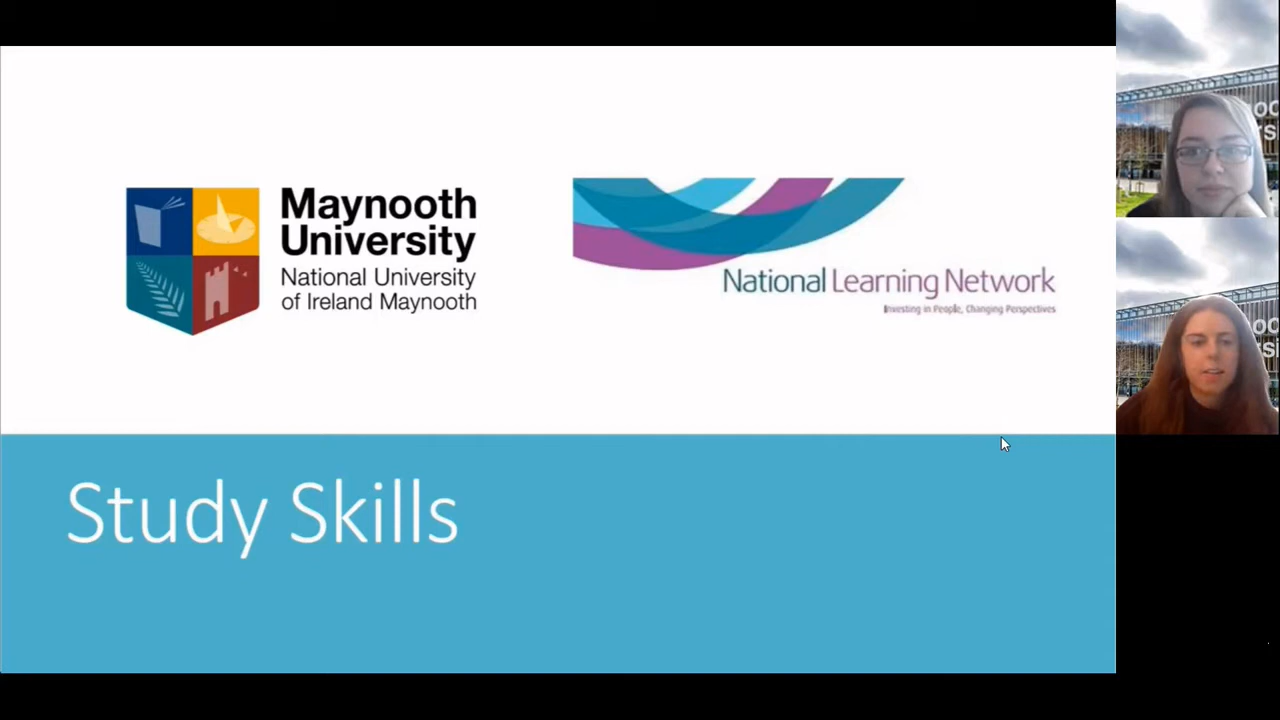 Maynooth
University
National University
of Ireland Maynooth
National Learning Network
Investing in People, Changing Perspectives
Study Skills